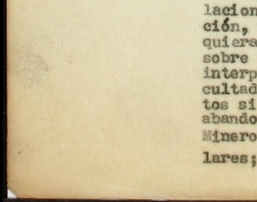 lacion
ción,
quiera
sobre
interp
cultad
tos si
abando
Minero
lares;